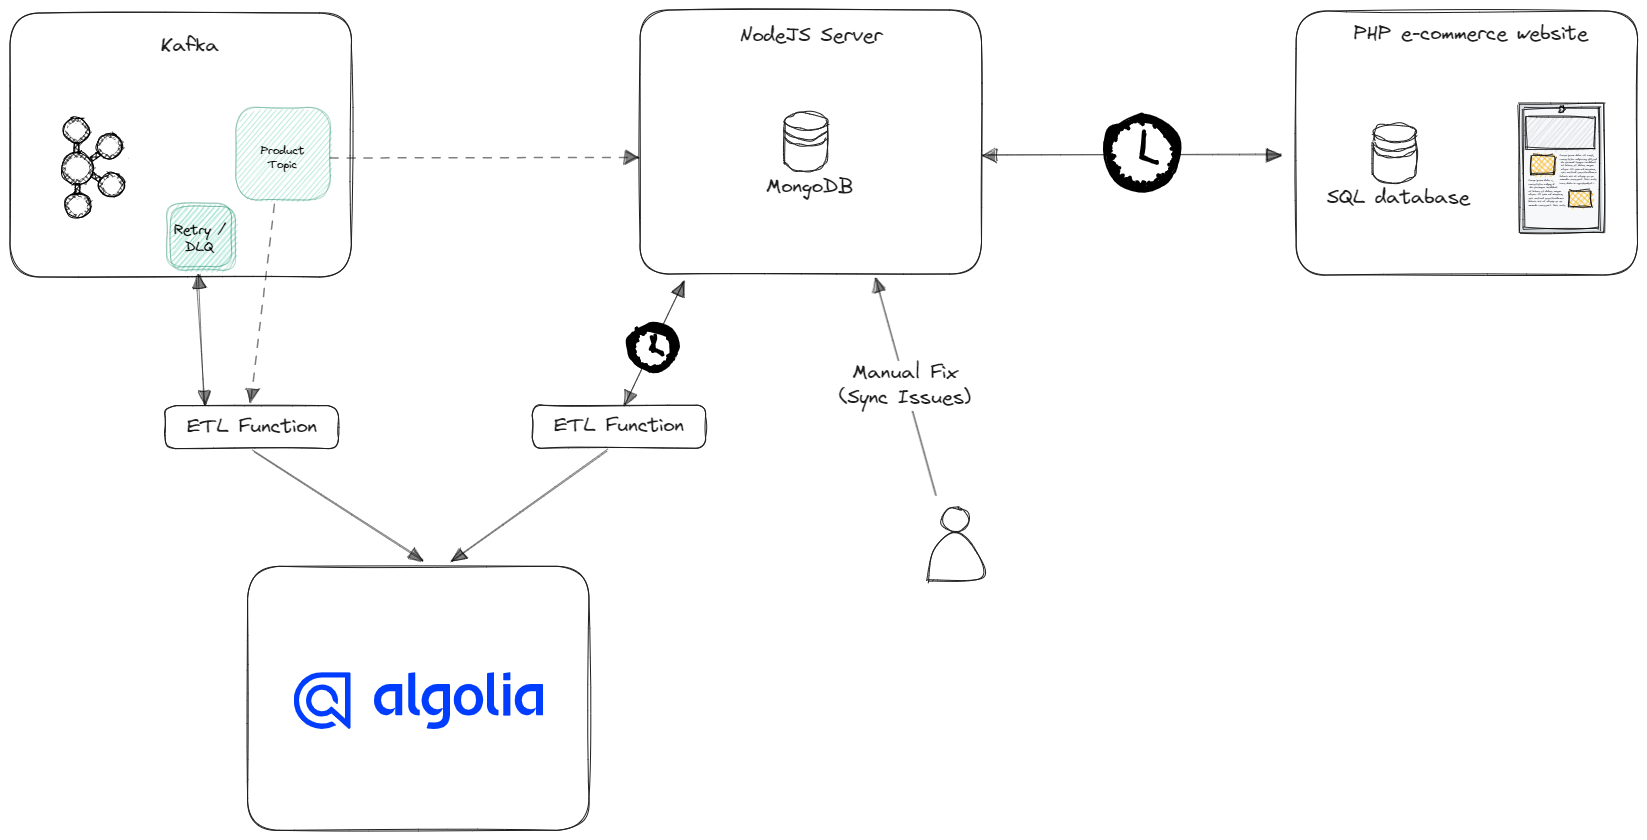 Kafka
Product
Topic
Retry /
DLQ
NodeJS Server
MongoDB
PHP e-commerce website
SQL database
Manual Fix
(Sync Issues)
ETL Function
ETL Function
algolia